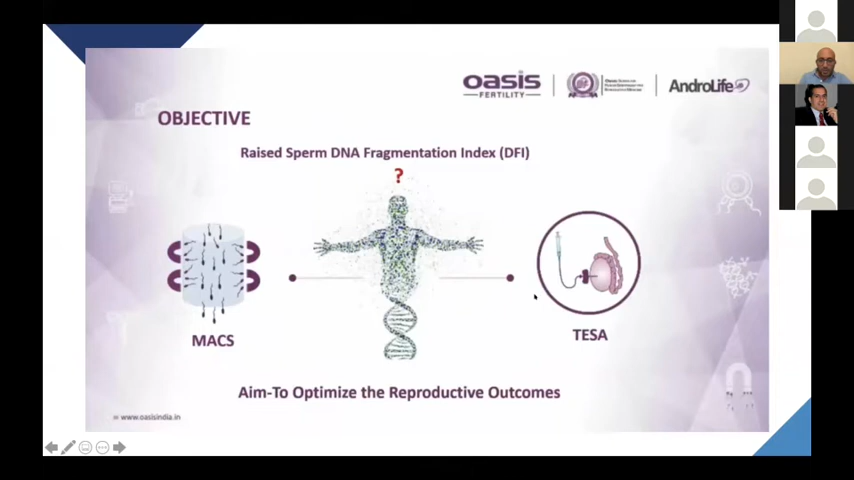 oasis
FERTILITY
AndroLife
OBJECTIVE
Raised Sperm DNA Fragmentation Index (DFI)
?
MACS
TESA
Aim-To Optimize the Reproductive Outcomes
www.oasisindia.in